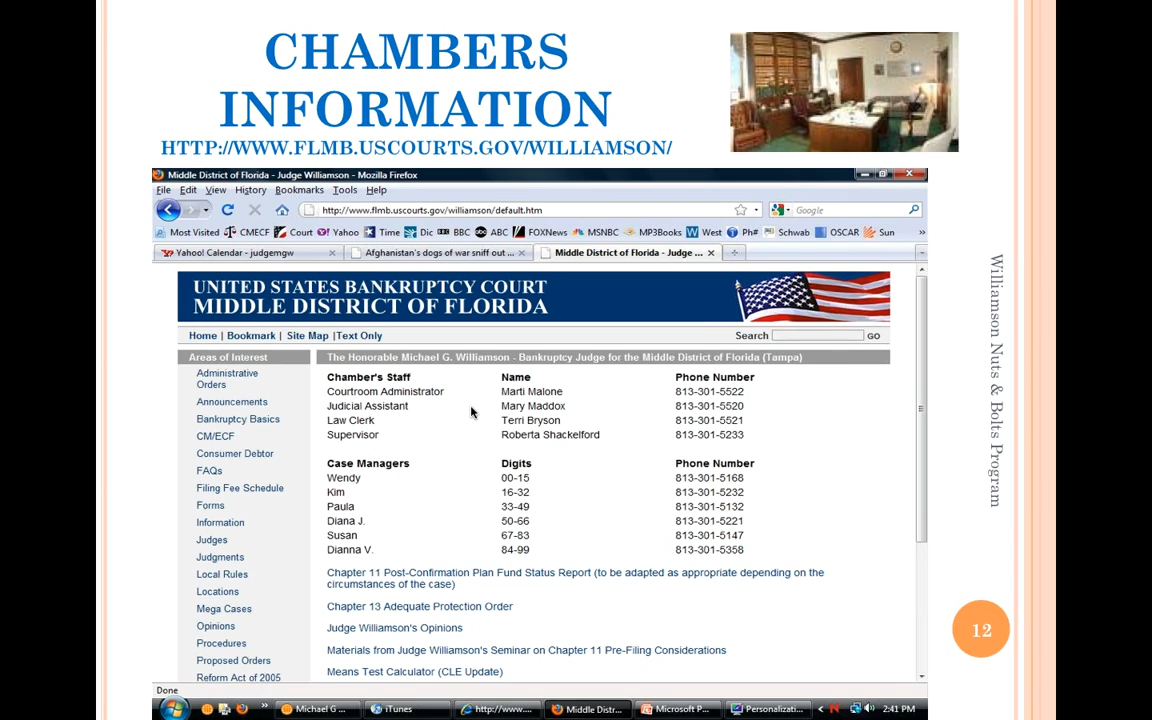 CHAMBERS
INFORMATION
HTTP://WWW.FLMB.USCOURTS.GOV/WILLIAMSON/
Middle District of Florida - Judge Williamson - Mozilla Firefox
File Edit View History Bookmarks Tools Help
http://www.flmb.uscourts.gov/williamson/default.htm
Google
Most Visited CMECF Court Yahoo Time Dic BBC ABC FOXNews MSNBC MP3Books West Ph# Schwab OSCAR Sun »
Yahoo! Calendar - judgemgw
Afghanistan's dogs of war sniff out ...
Middle District of Florida - Judge ...
UNITED STATES BANKRUPTCY COURT
MIDDLE DISTRICT OF FLORIDA
Home | Bookmark | Site Map |Text Only
Search GO
Areas of Interest
Administrative
Orders
Announcements
Bankruptcy Basics
CM/ECF
Consumer Debtor
FAQs
Filing Fee Schedule
Forms
Information
Judges
Judgments
Local Rules
Locations
Mega Cases
Opinions
Procedures
Proposed Orders
Reform Act of 2005
The Honorable Michael G. Williamson - Bankruptcy Judge for the Middle District of Florida (Tampa)
Chamber's Staff Name Phone Number
Courtroom Administrator Marti Malone 813-301-5522
Judicial Assistant Mary Maddox 813-301-5520
Law Clerk Terri Bryson 813-301-5521
Supervisor Roberta Shackelford 813-301-5233
Case Managers Digits Phone Number
Wendy 00-15 813-301-5168
Kim 16-32 813-301-5232
Paula 33-49 813-301-5132
Diana J. 50-66 813-301-5221
Susan 67-83 813-301-5147
Dianna V. 84-99 813-301-5358
Chapter 11 Post-Confirmation Plan Fund Status Report (to be adapted as appropriate depending on the
circumstances of the case)
Chapter 13 Adequate Protection Order
Judge Williamson's Opinions
Materials from Judge Williamson's Seminar on Chapter 11 Pre-Filing Considerations
Means Test Calculator (CLE Update)
Done
» Michael G ... iTunes http://www.... Middle Distr... Microsoft P... Personalizati... 2:41 PM
Williamson Nuts & Bolts Program
12